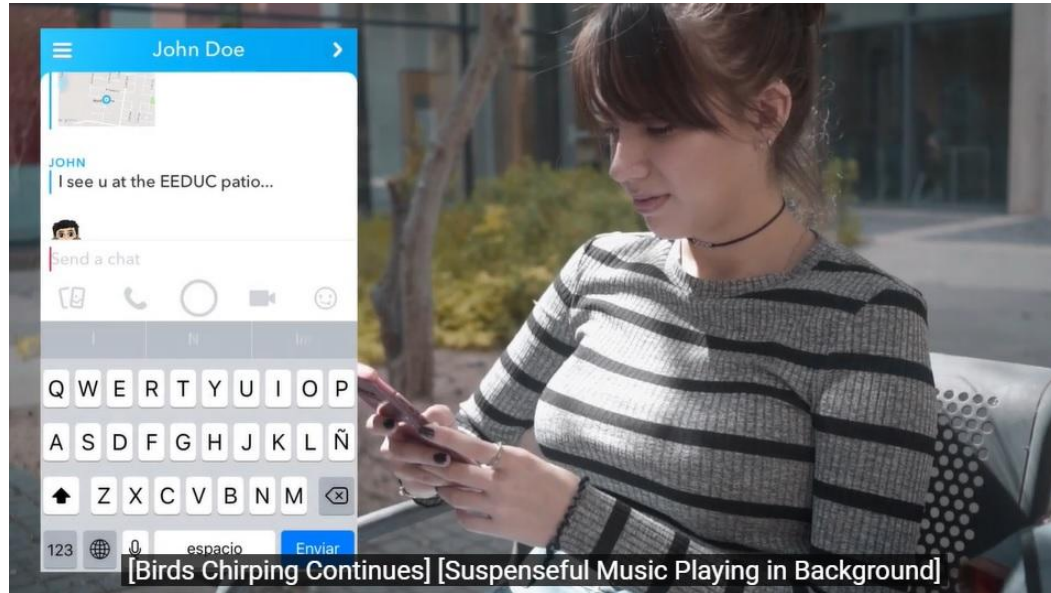 John Doe
JOHN
I see u at the EEDUC patio...
Send a chat
I N Im
Q W E R T Y U I O P
A S D F G H J K L Ñ
Z X C V B N M
123 espacio Enviar
[Birds Chirping Continues] [Suspenseful Music Playing in Background]